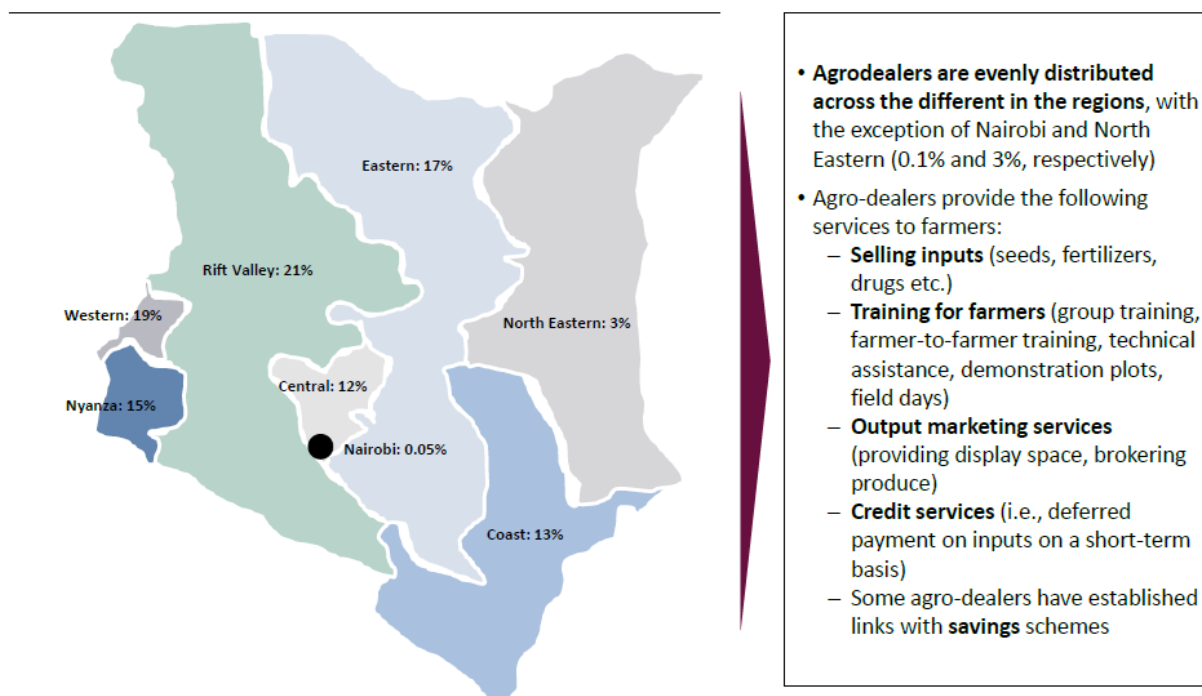 Eastern: 17%
Rift Valley: 21%
Western: 19%
North Eastern: 3%
Central: 12%
Nyanza: 15%
Nairobi: 0.05%
Coast: 13%
• Agrodealers are evenly distributed
across the different in the regions, with
the exception of Nairobi and North
Eastern (0.1% and 3%, respectively)
• Agro-dealers provide the following
services to farmers:
– Selling inputs (seeds, fertilizers,
drugs etc.)
– Training for farmers (group training,
farmer-to-farmer training, technical
assistance, demonstration plots,
field days)
– Output marketing services
(providing display space, brokering
produce)
– Credit services (i.e., deferred
payment on inputs on a short-term
basis)
– Some agro-dealers have established
links with savings schemes